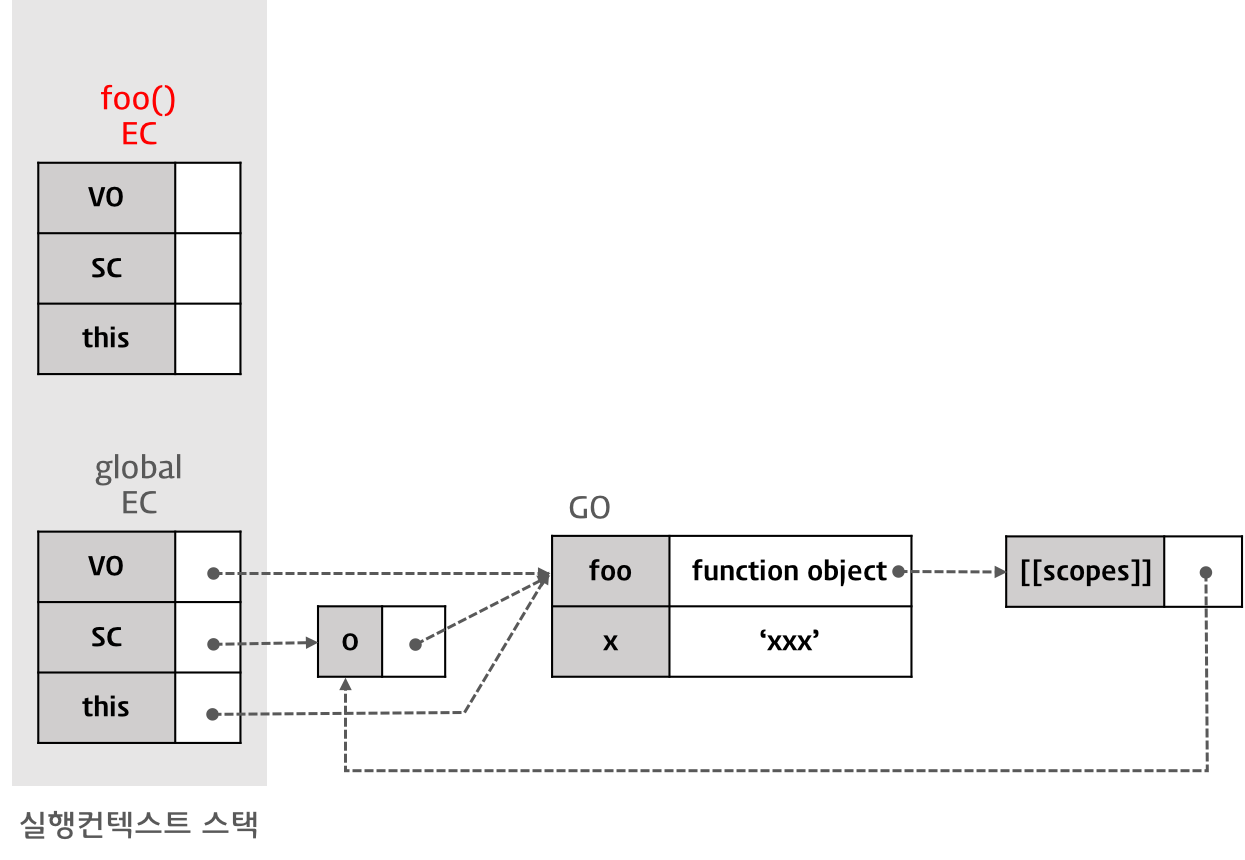 foo()
EC
VO
SC
this
global
EC
VO
SC
this
0
GO
foo function object
x ‘xxx’
[[scopes]]
실행컨텍스트 스택